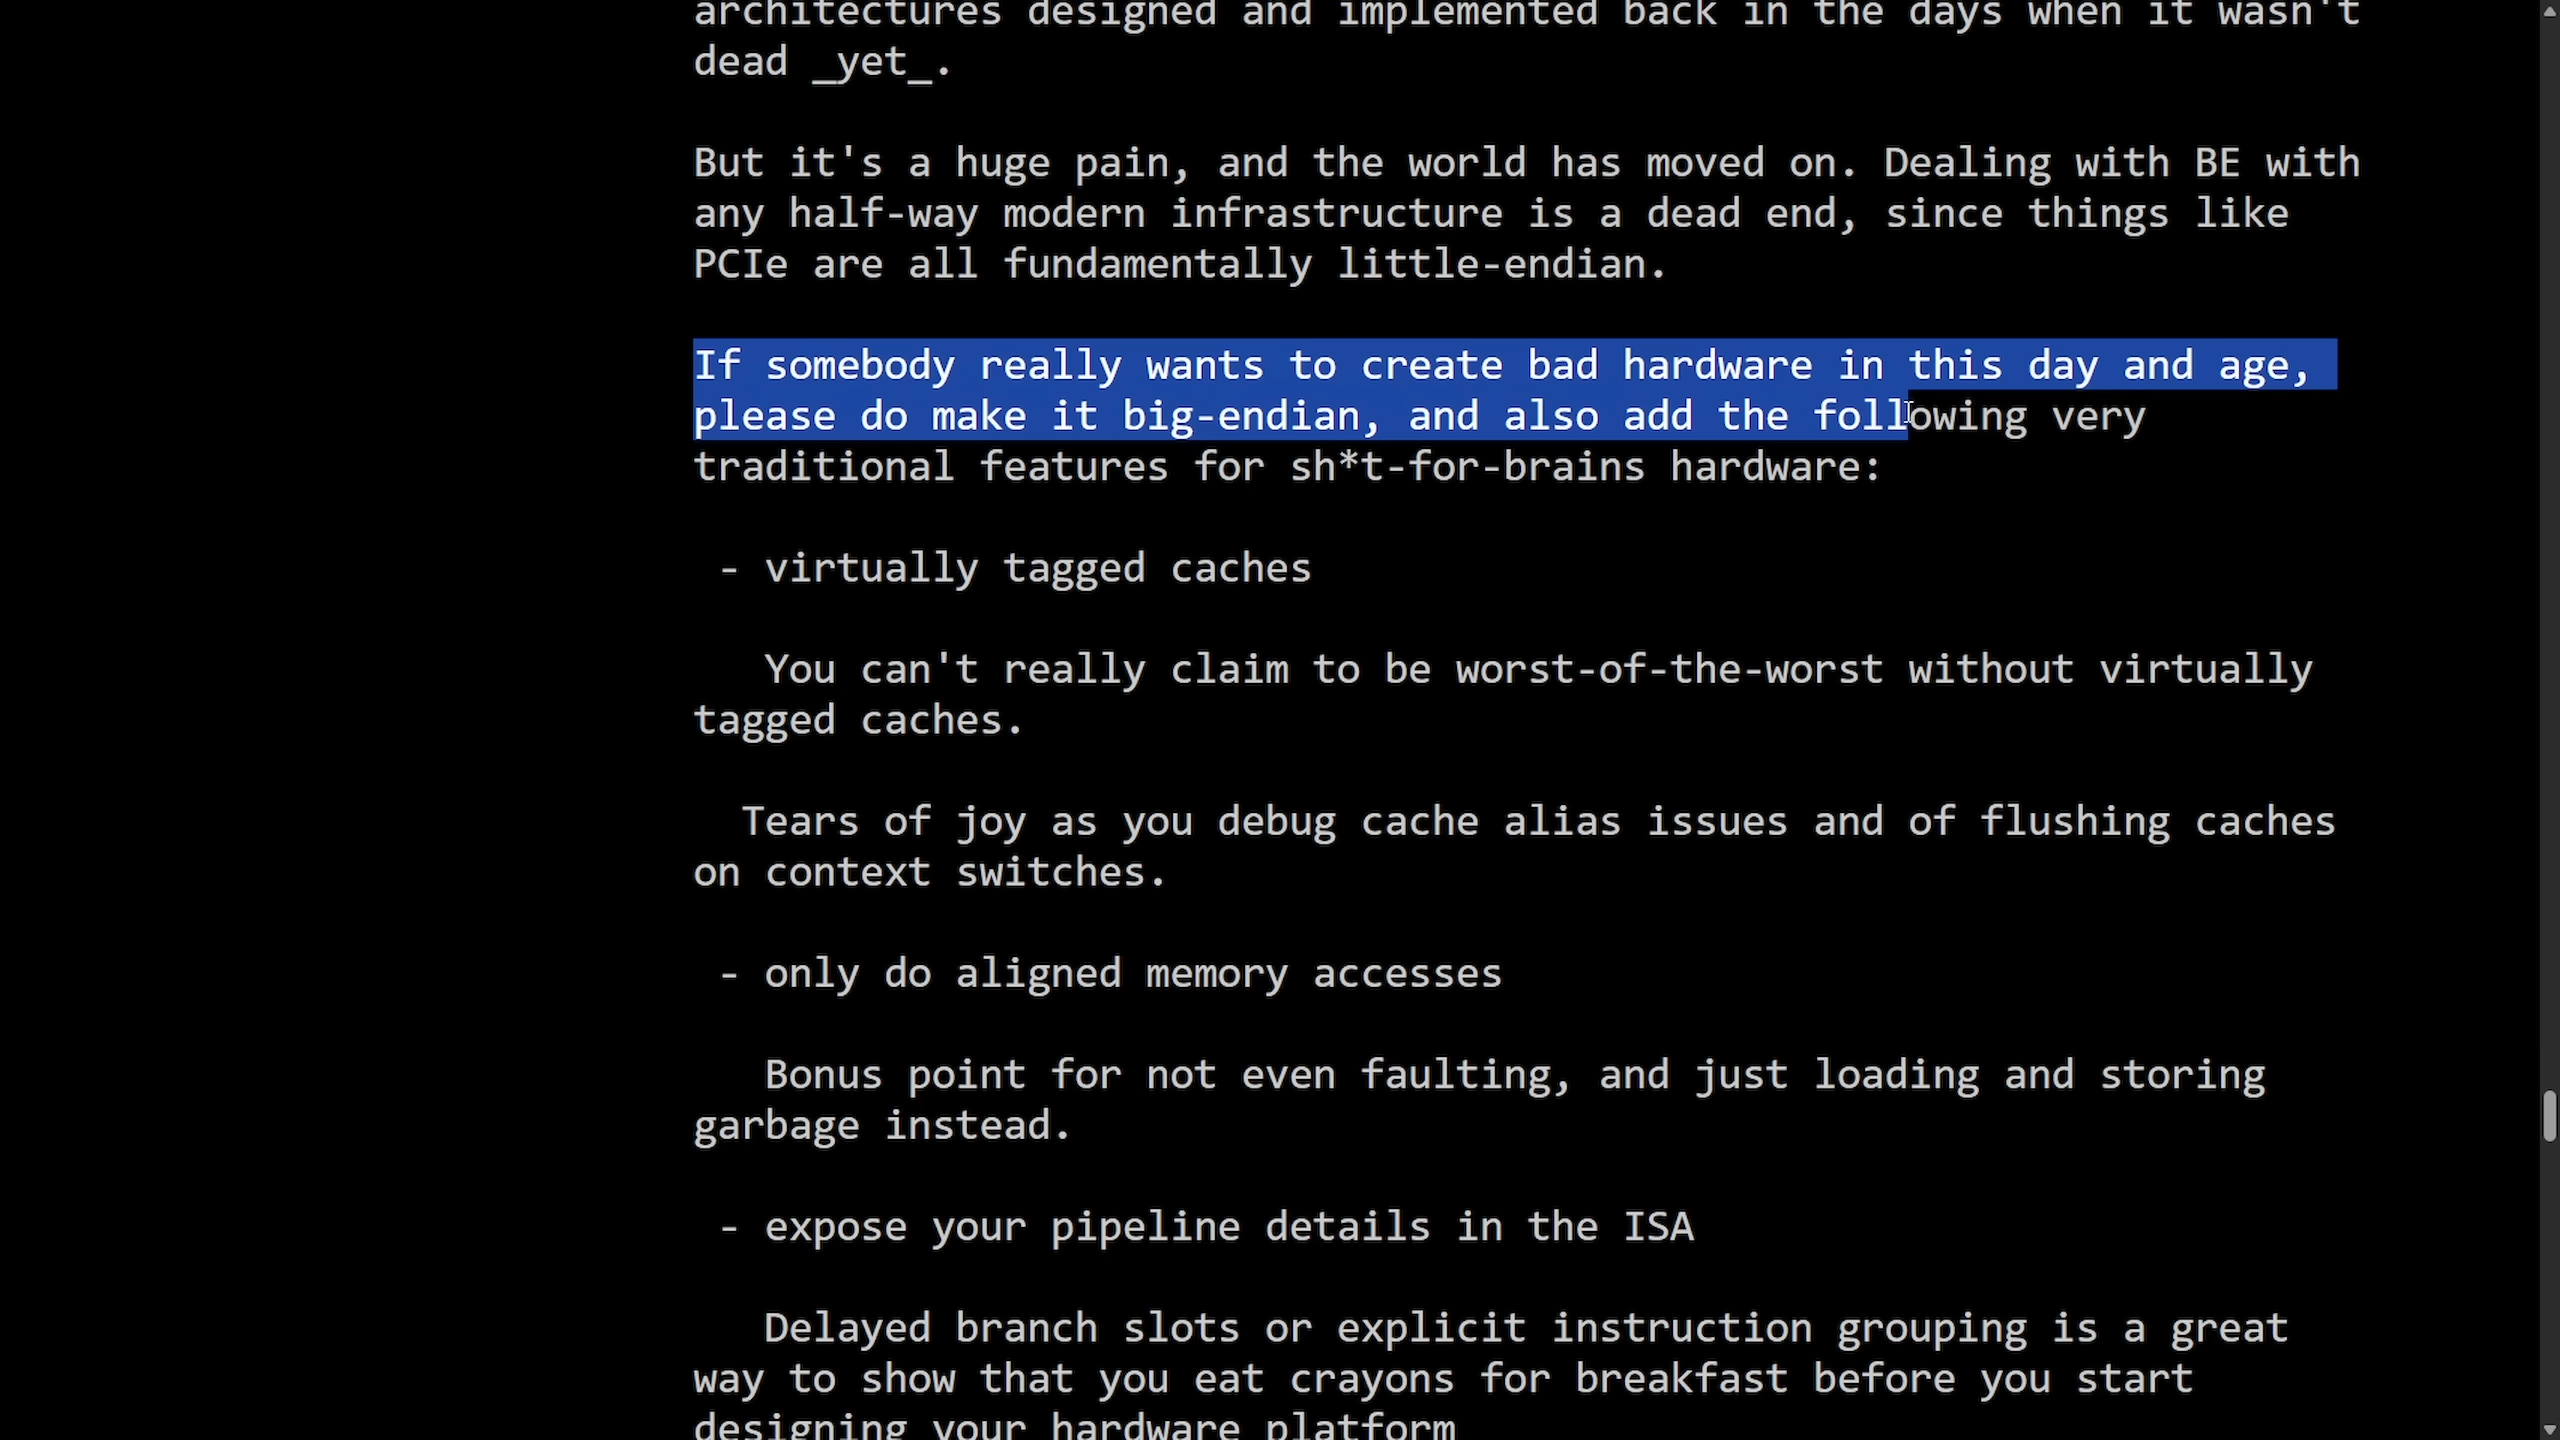 architectures designed and implemented back in the days when it wasn't
dead _yet_.
But it's a huge pain, and the world has moved on. Dealing with BE with
any half-way modern infrastructure is a dead end, since things like
PCIe are all fundamentally little-endian.
If somebody really wants to create bad hardware in this day and age,
please do make it big-endian, and also add the following very
traditional features for sh*t-for-brains hardware:
- virtually tagged caches
You can't really claim to be worst-of-the-worst without virtually
tagged caches.
Tears of joy as you debug cache alias issues and of flushing caches
on context switches.
- only do aligned memory accesses
Bonus point for not even faulting, and just loading and storing
garbage instead.
- expose your pipeline details in the ISA
Delayed branch slots or explicit instruction grouping is a great
way to show that you eat crayons for breakfast before you start
designing your hardware platform